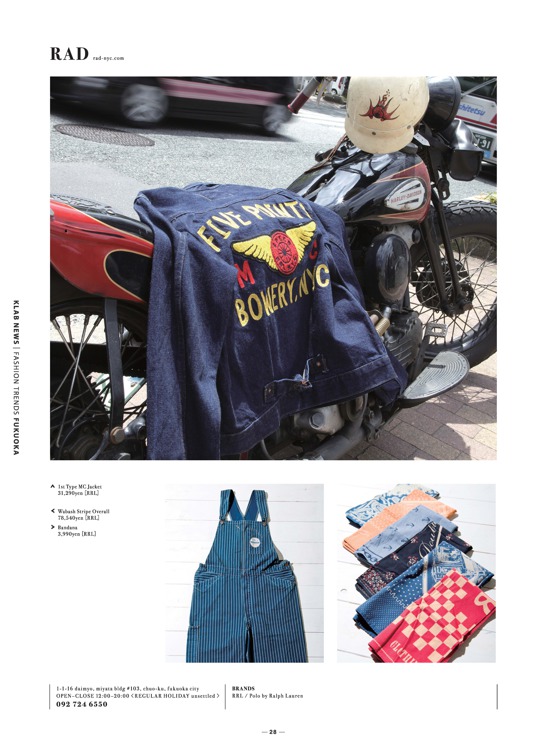 RAD rad-nyc.com
FIVE POINTS
M C
BOWERY, NYC
HARLEY-DAVIDSON
KLAB NEWS | FASHION TRENDS FUKUOKA
1st Type MC Jacket
31,290yen [RRL]
Wabash Stripe Overall
78,540yen [RRL]
Bandana
3,990yen [RRL]
1-1-16 daimyo, miyata bldg #103, chuo-ku, fukuoka city
OPEN-CLOSE 12:00-20:00 <REGULAR HOLIDAY unsettled>
092 724 6550
BRANDS
RRL / Polo by Ralph Lauren
— 28 —